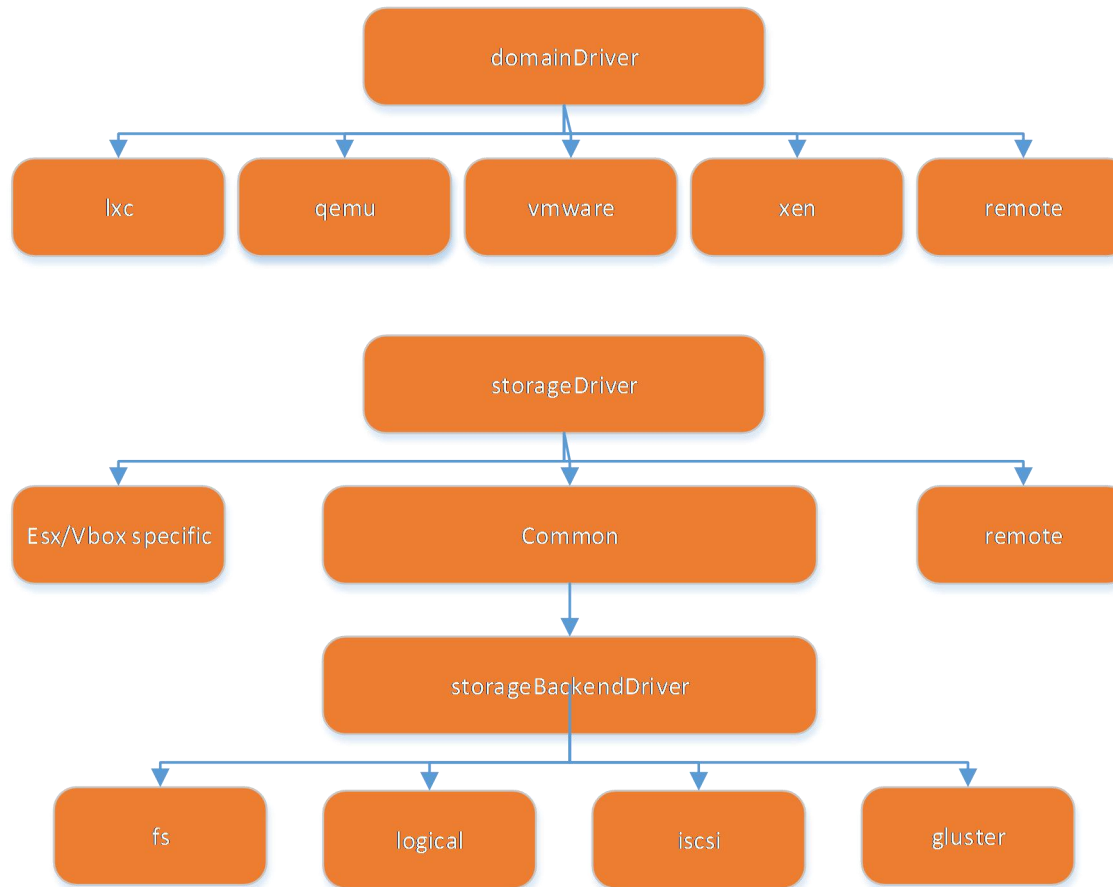 domainDriver
lxc
qemu
vmware
xen
remote
storageDriver
Esx/Vbox specific
Common
remote
storageBackendDriver
fs
logical
iscsi
gluster